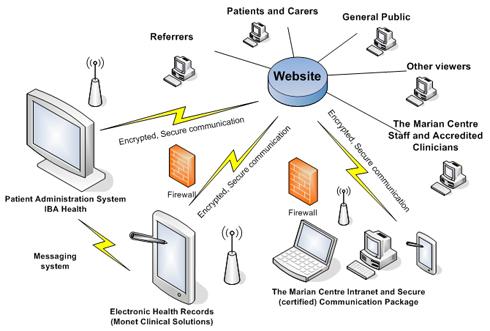 Patients and Carers
General Public
Referrers
Website
Other viewers
The Marian Centre
Staff and Accredited
Clinicians
Encrypted, Secure communication
Encrypted, Secure communication
Encrypted, Secure communication
Firewall
Firewall
Patient Administration System
IBA Health
Messaging
system
Electronic Health Records
(Monet Clinical Solutions)
The Marian Centre Intranet and Secure
(certified) Communication Package